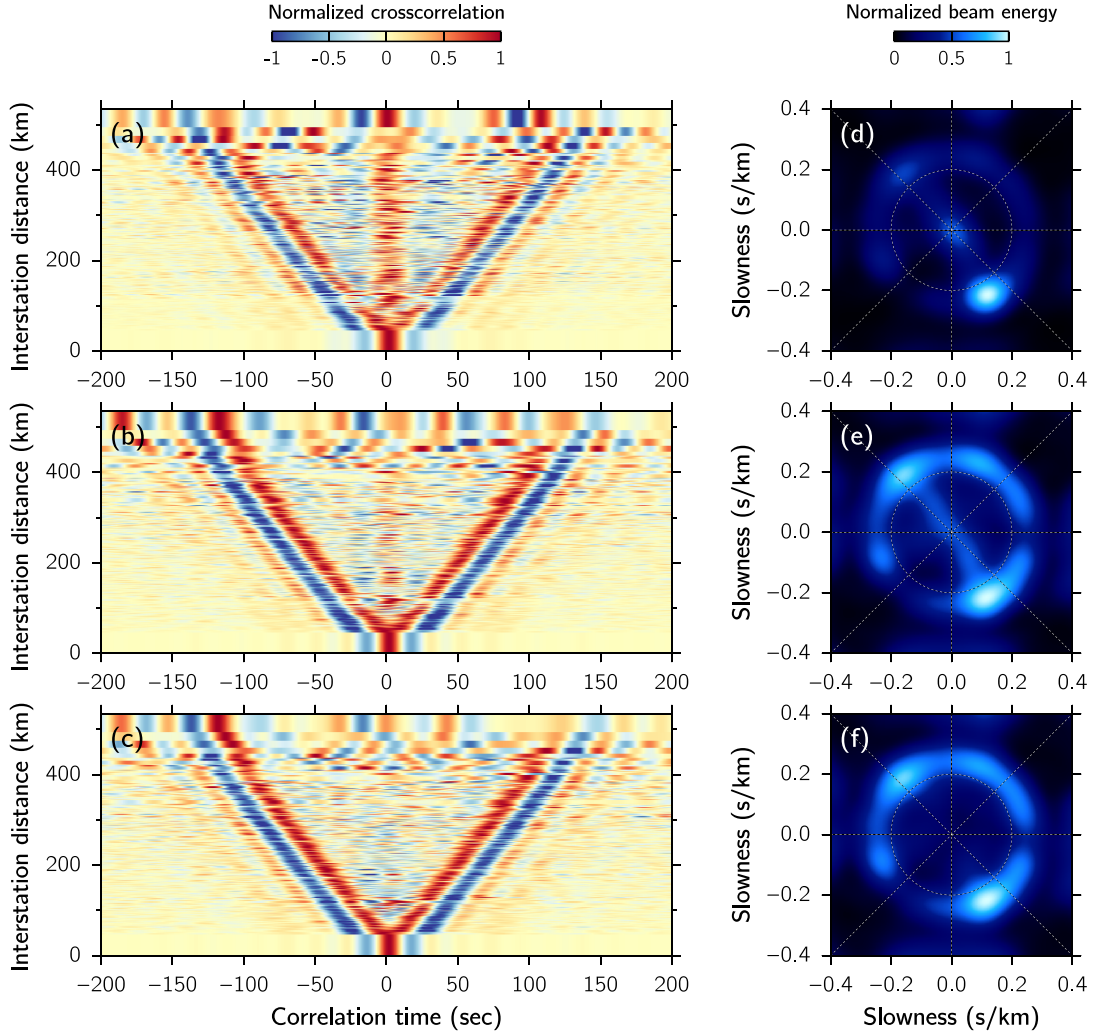 Normalized crosscorrelation
-1 -0.5 0 0.5 1
Normalized beam energy
0 0.5 1
Interstation distance (km)
400
200
0
(a)
−200 −150 −100 −50 0 50 100 150 200
Slowness (s/km)
0.4
0.2
0.0
−0.2
−0.4
(d)
−0.4 −0.2 0.0 0.2 0.4
Interstation distance (km)
400
200
0
(b)
−200 −150 −100 −50 0 50 100 150 200
Slowness (s/km)
0.4
0.2
0.0
−0.2
−0.4
(e)
−0.4 −0.2 0.0 0.2 0.4
Interstation distance (km)
400
200
0
(c)
−200 −150 −100 −50 0 50 100 150 200
Correlation time (sec)
Slowness (s/km)
0.4
0.2
0.0
−0.2
−0.4
(f)
−0.4 −0.2 0.0 0.2 0.4
Slowness (s/km)